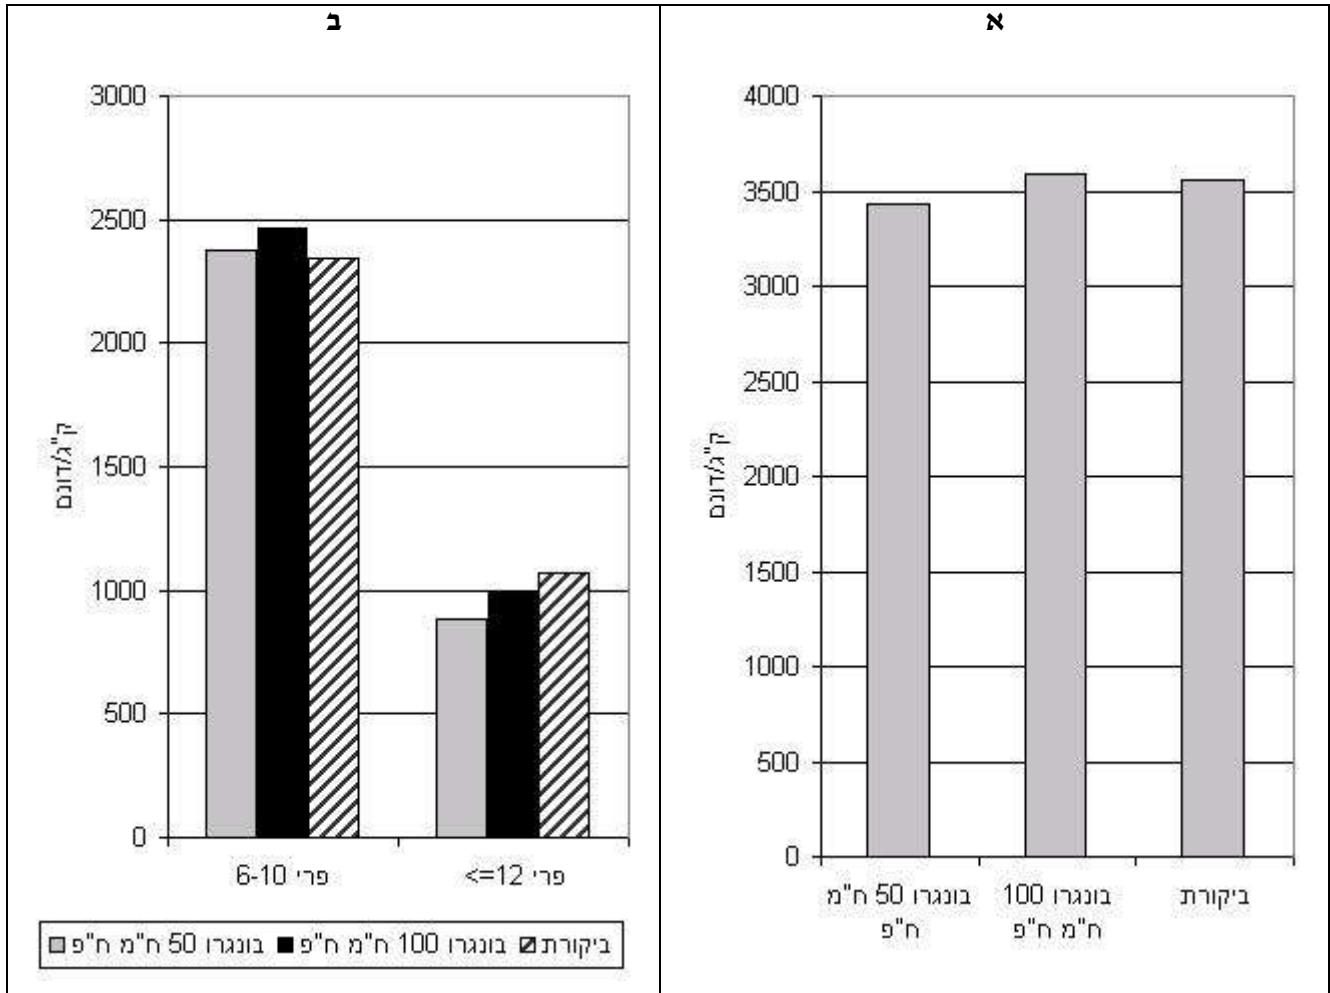 א
4000
3500
3000
2500
2000
1500
1000
500
0
ק"ג/דונם
ביקורת
בונגרו 100
ח"מ ח"פ
בונגרו 50 ח"מ
ח"פ
ב
3000
2500
2000
1500
1000
500
0
ק"ג/דונם
פרי 6-10
פרי 12=>
בונגרו 50 ח"מ ח"פ בונגרו 100 ח"מ ח"פ ביקורת